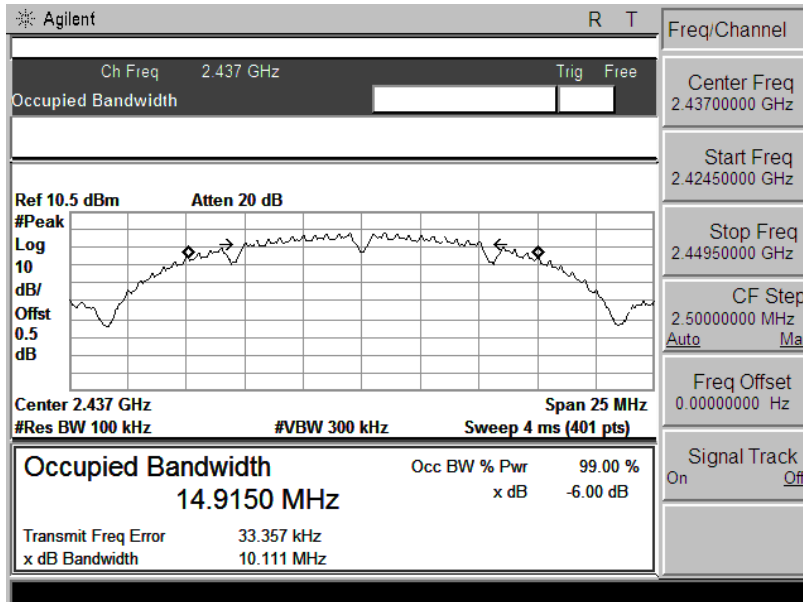 Agilent R T
Freq/Channel
Ch Freq 2.437 GHz Trig Free
Occupied Bandwidth
Center Freq
2.43700000 GHz
Start Freq
2.42450000 GHz
Stop Freq
2.44950000 GHz
CF Step
2.50000000 MHz
Auto Ma
Freq Offset
0.00000000 Hz
Signal Track
On Off
Ref 10.5 dBm Atten 20 dB
#Peak
Log
10
dB/
Offset
0.5
dB
Center 2.437 GHz Span 25 MHz
#Res BW 100 kHz #VBW 300 kHz Sweep 4 ms (401 pts)
Occupied Bandwidth
14.9150 MHz
Occ BW % Pwr 99.00 %
x dB -6.00 dB
Transmit Freq Error 33.357 kHz
x dB Bandwidth 10.111 MHz